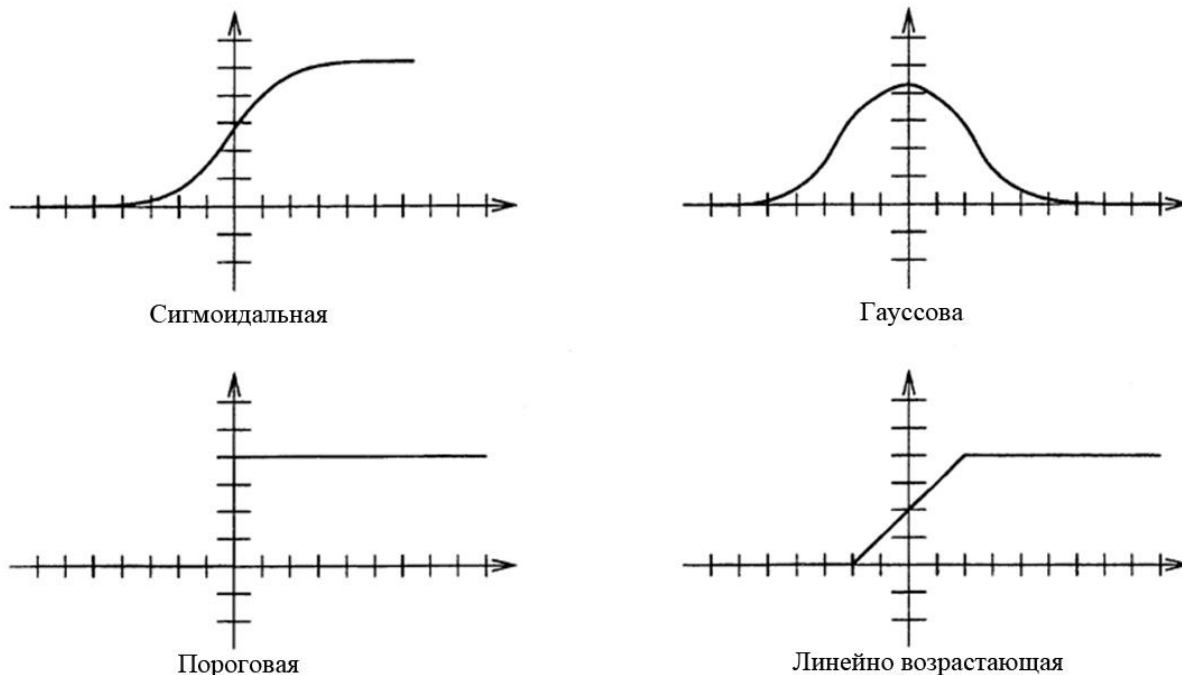 Сигмоидальная
Гауссова
Пороговая
Линейно возрастающая